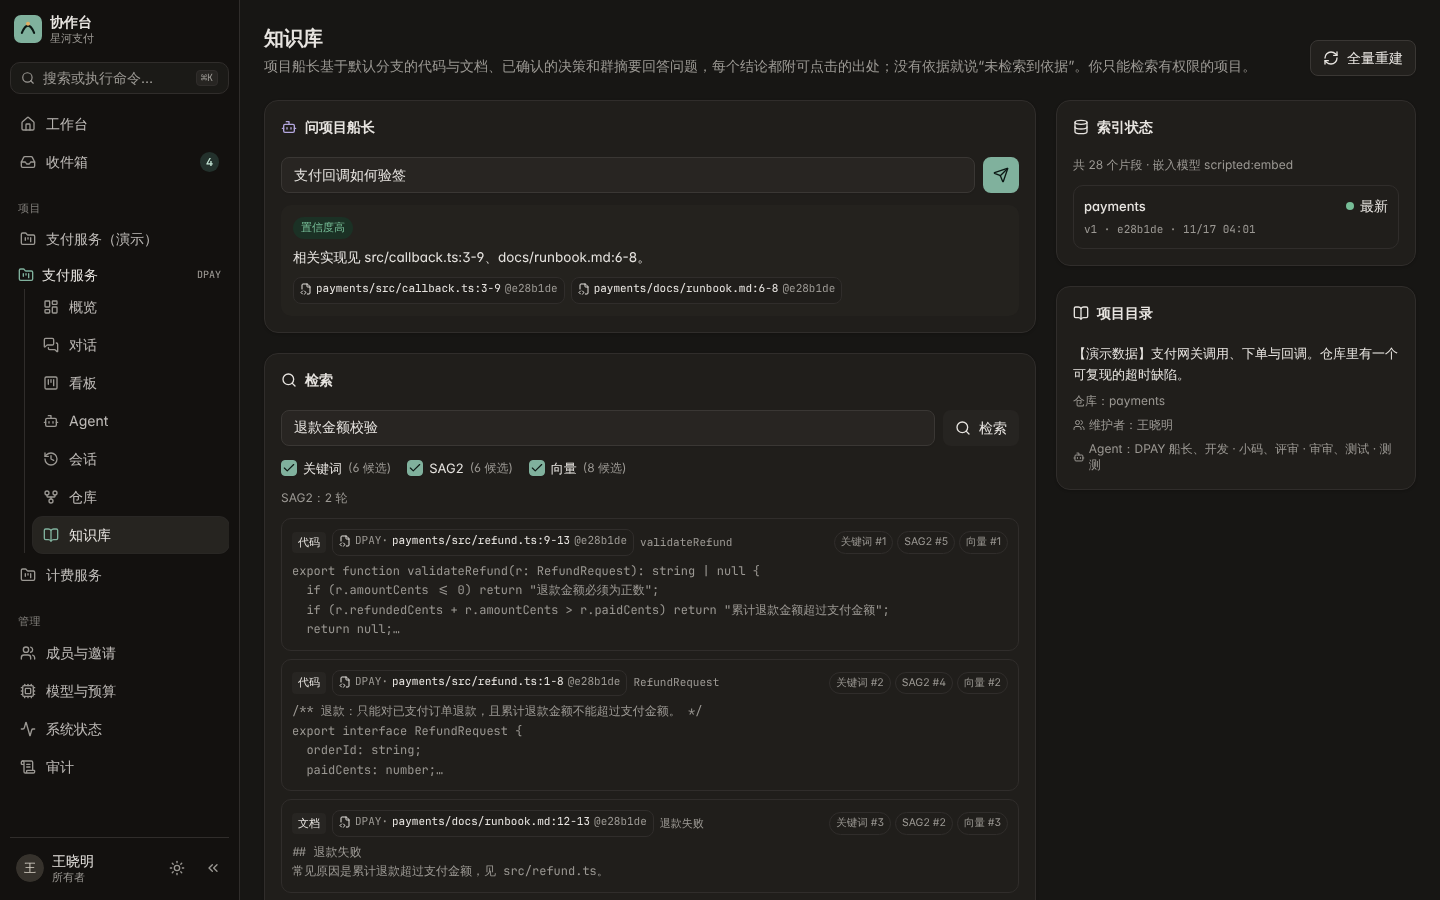 协作台
星河支付
搜索或执行命令... ⌘K
工作台
收件箱 4
项目
支付服务（演示）
支付服务 DPAY
概览
对话
看板
Agent
会话
仓库
知识库
计费服务
管理
成员与邀请
模型与预算
系统状态
审计
王 王晓明
所有者
知识库
项目船长基于默认分支的代码与文档、已确认的决策和群摘要回答问题，每个结论都附可点击的出处；没有依据就说“未检索到依据”。你只能检索有权限的项目。
全量重建
问项目船长
支付回调如何验签
置信度高
相关实现见 src/callback.ts:3-9、docs/runbook.md:6-8。
payments/src/callback.ts:3-9 @e28b1de payments/docs/runbook.md:6-8 @e28b1de
检索
退款金额校验 检索
关键词 (6 候选) SAG2 (6 候选) 向量 (8 候选)
SAG2：2 轮
代码 DPAY· payments/src/refund.ts:9-13 @e28b1de validateRefund 关键词 #1 SAG2 #5 向量 #1
export function validateRefund(r: RefundRequest): string | null {
if (r.amountCents <= 0) return "退款金额必须为正数";
if (r.refundedCents + r.amountCents > r.paidCents) return "累计退款金额超过支付金额";
return null;…
代码 DPAY· payments/src/refund.ts:1-8 @e28b1de RefundRequest 关键词 #2 SAG2 #4 向量 #2
/** 退款：只能对已支付订单退款，且累计退款金额不能超过支付金额。 */
export interface RefundRequest {
orderId: string;
paidCents: number;…
文档 DPAY· payments/docs/runbook.md:12-13 @e28b1de 退款失败 关键词 #3 SAG2 #2 向量 #3
## 退款失败
常见原因是累计退款超过支付金额，见 src/refund.ts。
索引状态
共 28 个片段 · 嵌入模型 scripted:embed
payments 最新
v1 · e28b1de · 11/17 04:01
项目目录
【演示数据】支付网关调用、下单与回调。仓库里有一个
可复现的超时缺陷。
仓库：payments
维护者：王晓明
Agent：DPAY 船长、开发 · 小码、评审 · 审审、测试 · 测
测